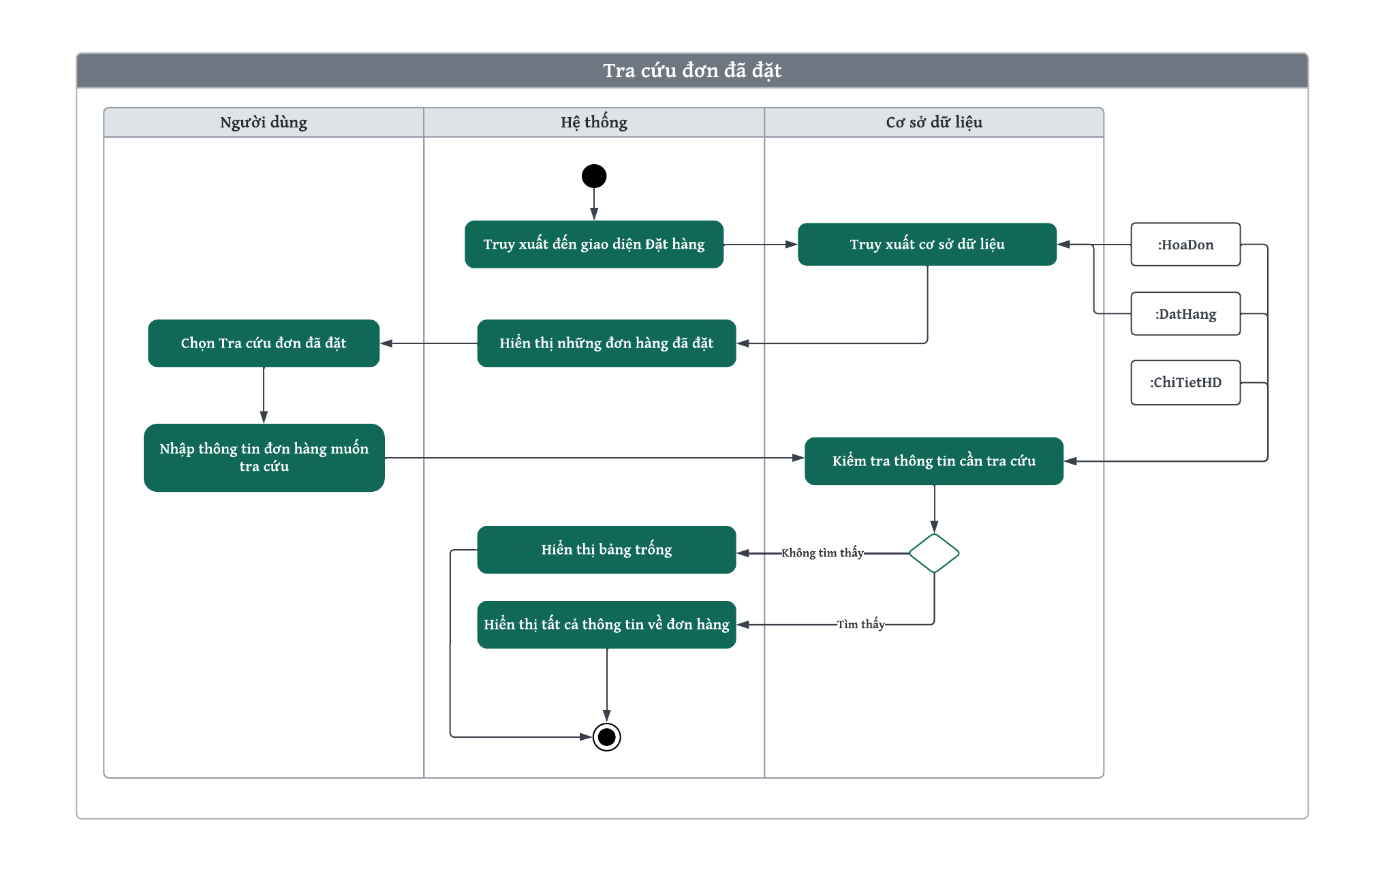 Tra cứu đơn đã đặt
Người dùng
Hệ thống
Cơ sở dữ liệu
Truy xuất đến giao diện Đặt hàng
Truy xuất cơ sở dữ liệu
:HoaDon
:DatHang
Chọn Tra cứu đơn đã đặt
Hiển thị những đơn hàng đã đặt
:ChiTietHD
Nhập thông tin đơn hàng muốn
tra cứu
Kiểm tra thông tin cần tra cứu
Hiển thị bảng trống
Không tìm thấy
Hiển thị tất cả thông tin về đơn hàng
Tìm thấy